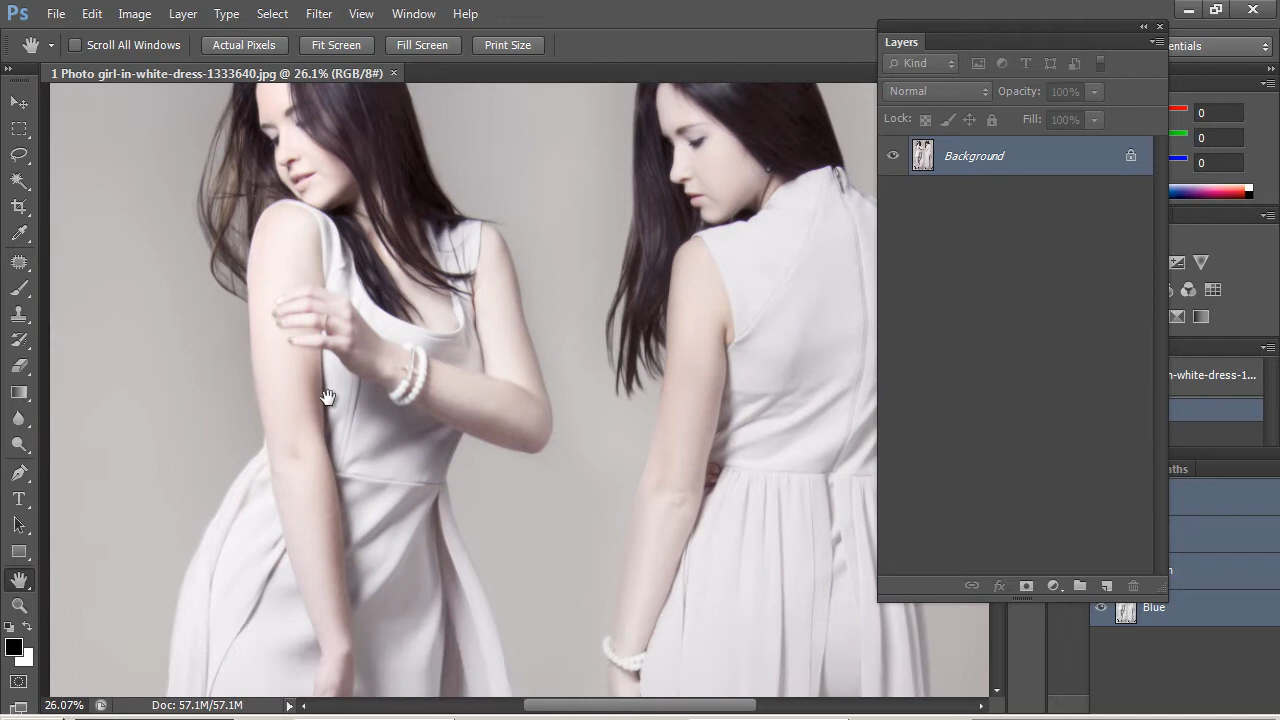 Ps File Edit Image Layer Type Select Filter View Window Help
Scroll All Windows Actual Pixels Fit Screen Fill Screen Print Size
entials
1 Photo girl-in-white-dress-1333640.jpg @ 26.1% (RGB/8#) ×
Layers
Kind
Normal Opacity: 100%
Lock: Fill: 100%
Background
0
0
0
in-white-dress-1...
aths
n
Blue
26.07% Doc: 57.1M/57.1M